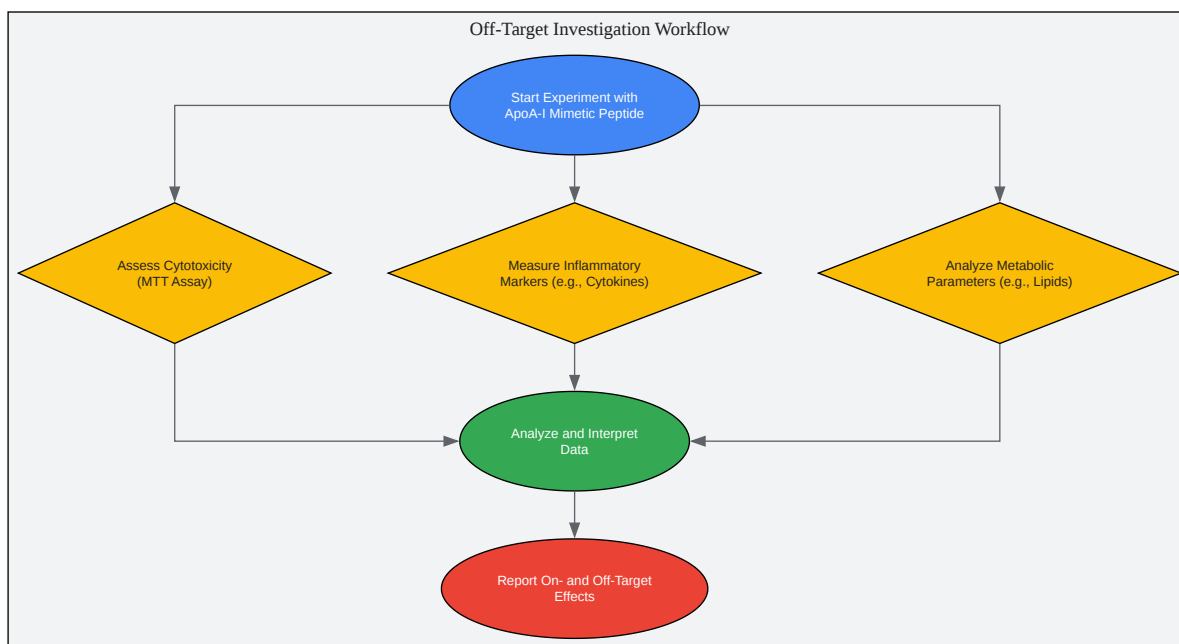 Off-Target Investigation Workflow
Start Experiment with
ApoA-I Mimetic Peptide
Assess Cytotoxicity
(MTT Assay)
Measure Inflammatory
Markers (e.g., Cytokines)
Analyze Metabolic
Parameters (e.g., Lipids)
Analyze and Interpret
Data
Report On- and Off-Target
Effects